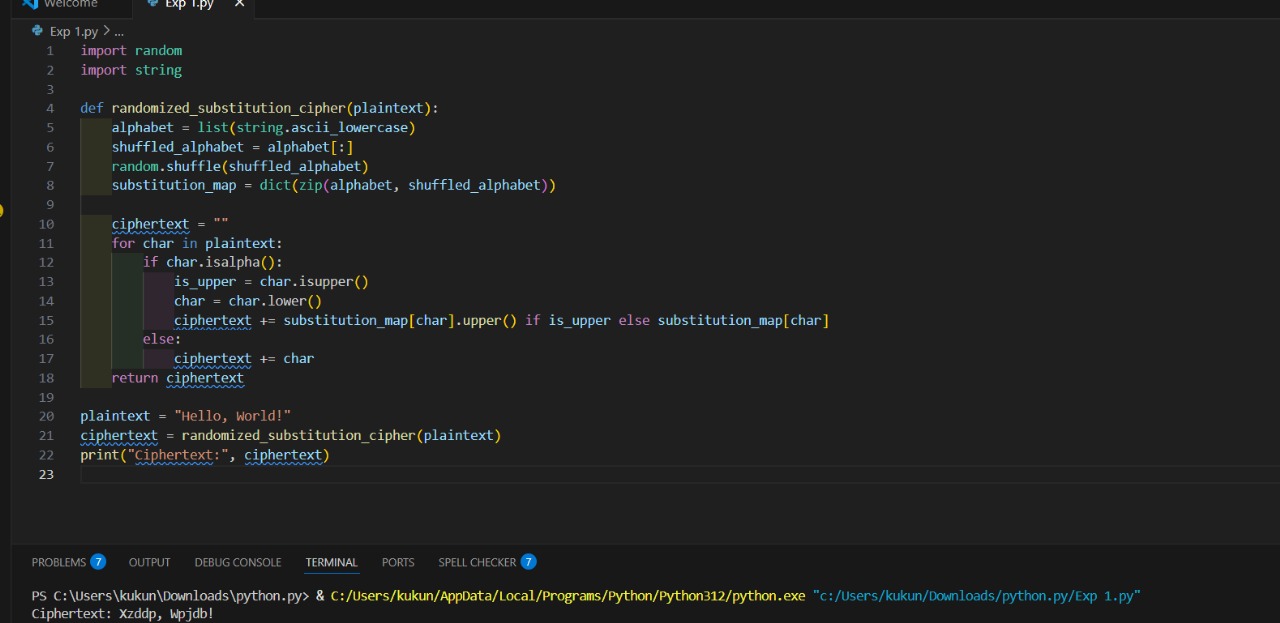 Welcome Exp 1.py
Exp 1.py > ...
1 import random
2 import string
3
4 def randomized_substitution_cipher(plaintext):
5     alphabet = list(string.ascii_lowercase)
6     shuffled_alphabet = alphabet[:]
7     random.shuffle(shuffled_alphabet)
8     substitution_map = dict(zip(alphabet, shuffled_alphabet))
9
10     ciphertext = ""
11     for char in plaintext:
12         if char.isalpha():
13             is_upper = char.isupper()
14             char = char.lower()
15             ciphertext += substitution_map[char].upper() if is_upper else substitution_map[char]
16         else:
17             ciphertext += char
18     return ciphertext
19
20 plaintext = "Hello, World!"
21 ciphertext = randomized_substitution_cipher(plaintext)
22 print("Ciphertext:", ciphertext)
23
PROBLEMS 7 OUTPUT DEBUG CONSOLE TERMINAL PORTS SPELL CHECKER 7
PS C:\Users\kukun\Downloads\python.py> & C:/Users/kukun/AppData/Local/Programs/Python/Python312/python.exe "c:/Users/kukun/Downloads/python.py/Exp 1.py"
Ciphertext: Xzddp, Wpjdb!